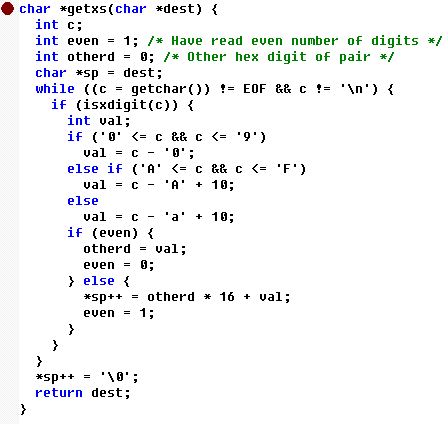 char *getxs(char *dest) {
  int c;
  int even = 1; /* Have read even number of digits */
  int otherd = 0; /* Other hex digit of pair */
  char *sp = dest;
  while ((c = getchar()) != EOF && c != '\n') {
    if (isxdigit(c)) {
      int val;
      if ('0' <= c && c <= '9')
        val = c - '0';
      else if ('A' <= c && c <= 'F')
        val = c - 'A' + 10;
      else
        val = c - 'a' + 10;
      if (even) {
        otherd = val;
        even = 0;
      } else {
        *sp++ = otherd * 16 + val;
        even = 1;
      }
    }
  }
  *sp++ = '\0';
  return dest;
}